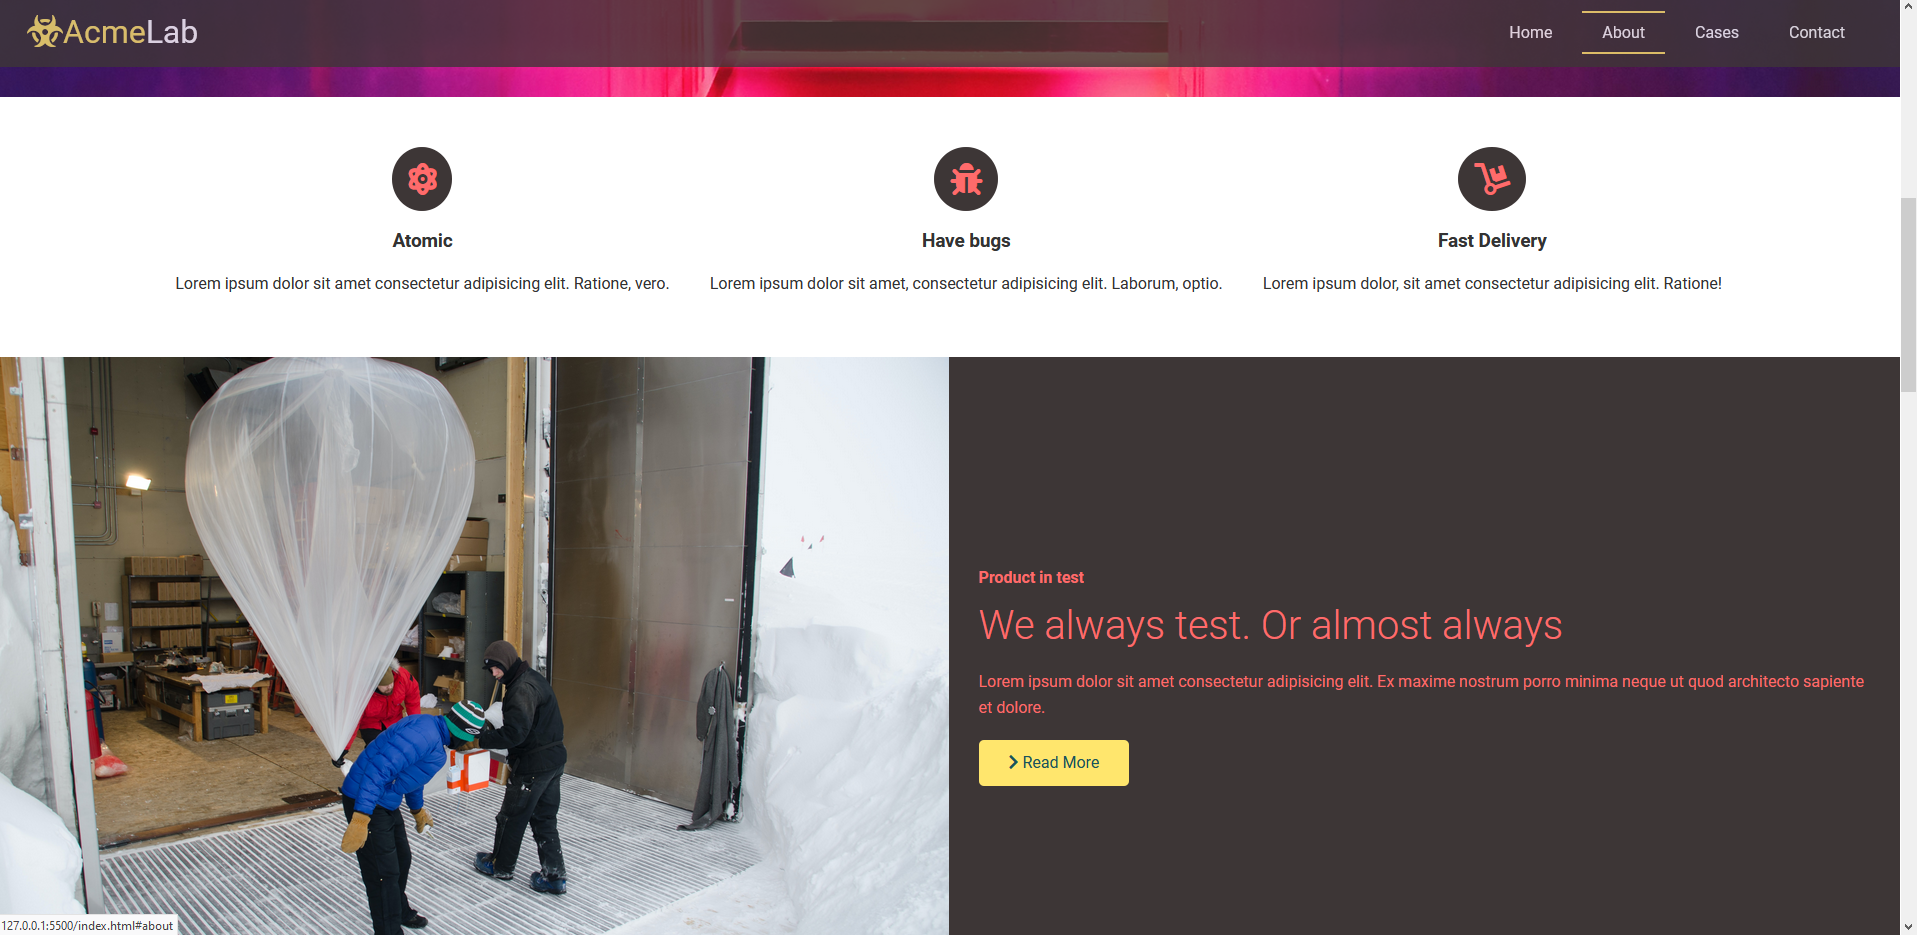 AcmeLab
Home
About
Cases
Contact
Atomic
Have bugs
Fast Delivery
Lorem ipsum dolor sit amet consectetur adipisicing elit. Ratione, vero.
Lorem ipsum dolor sit amet, consectetur adipisicing elit. Laborum, optio.
Lorem ipsum dolor, sit amet consectetur adipisicing elit. Ratione!
Product in test
We always test. Or almost always
Lorem ipsum dolor sit amet consectetur adipisicing elit. Ex maxime nostrum porro minima neque ut quod architecto sapiente
et dolore.
Read More
127.0.0.1:5500/index.html#about